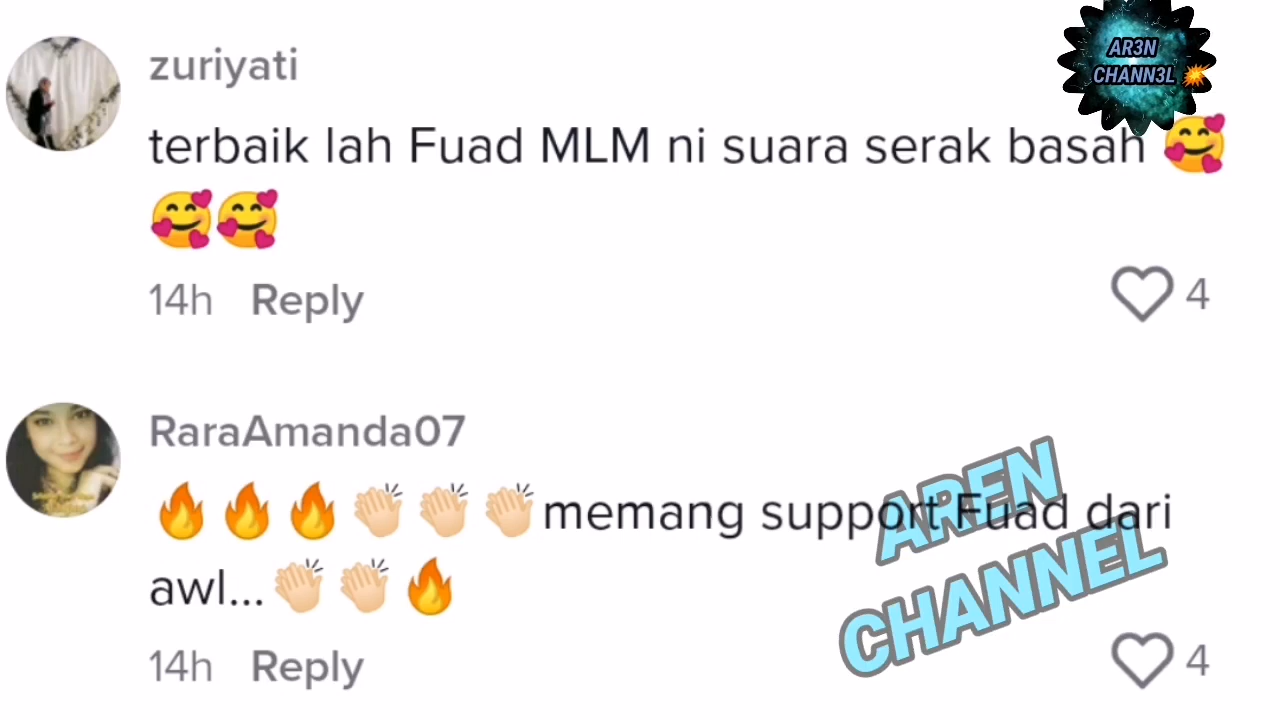 AR3N
CHANN3L 💥
zuriyati
terbaik lah Fuad MLM ni suara serak basah 🥰
🥰🥰
14h Reply 4
RaraAmanda07
🔥🔥🔥👏🏻👏🏻👏🏻memang support Fuad dari
awl...👏🏻👏🏻🔥
14h Reply 4
AREN
CHANNEL